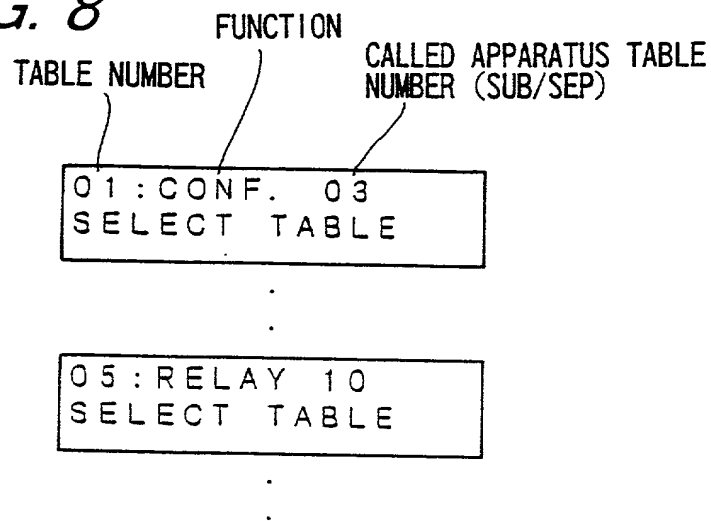 G. 8
FUNCTION
CALLED APPARATUS TABLE
NUMBER (SUB/SEP)
TABLE NUMBER
01:CONF. 03
SELECT TABLE
05:RELAY 10
SELECT TABLE